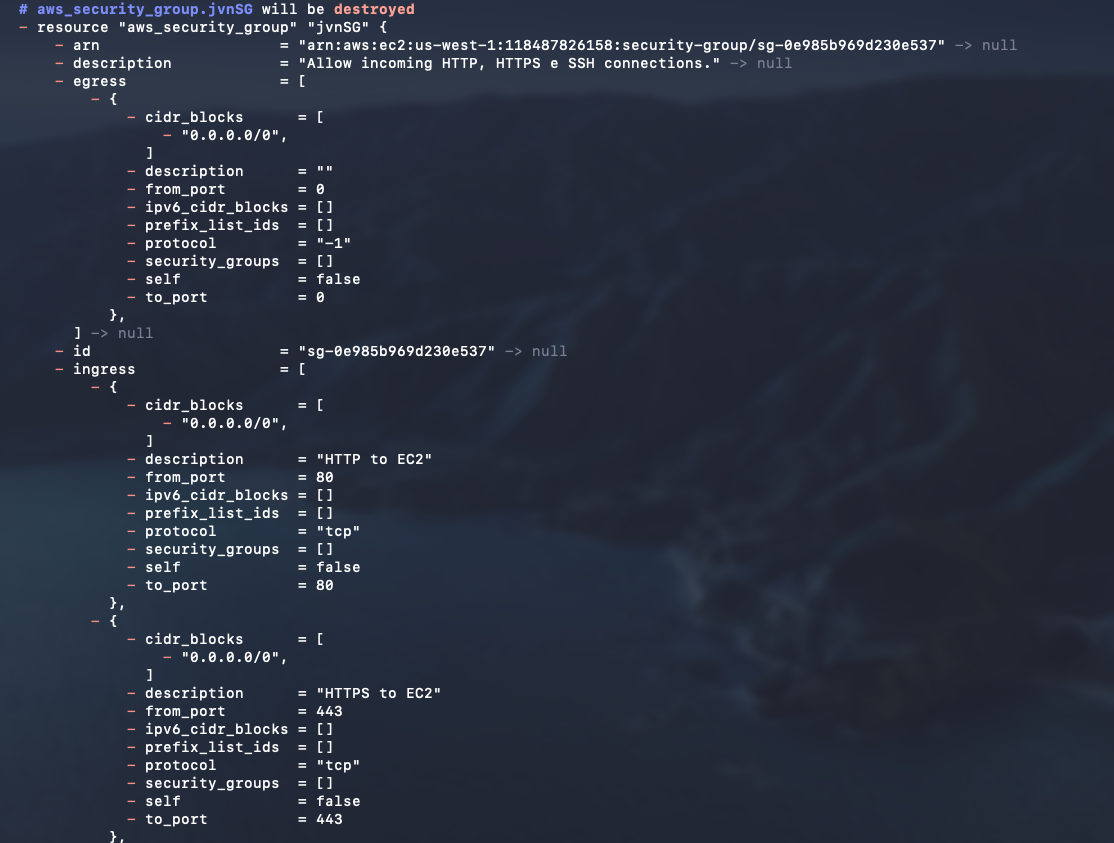 # aws_security_group.jvnSG will be destroyed
- resource "aws_security_group" "jvnSG" {
    - arn                    = "arn:aws:ec2:us-west-1:118487826158:security-group/sg-0e985b969d230e537" -> null
    - description            = "Allow incoming HTTP, HTTPS e SSH connections." -> null
    - egress                 = [
        - {
            - cidr_blocks      = [
                - "0.0.0.0/0",
              ]
            - description      = ""
            - from_port        = 0
            - ipv6_cidr_blocks = []
            - prefix_list_ids  = []
            - protocol         = "-1"
            - security_groups  = []
            - self             = false
            - to_port          = 0
          },
      ] -> null
    - id                     = "sg-0e985b969d230e537" -> null
    - ingress                = [
        - {
            - cidr_blocks      = [
                - "0.0.0.0/0",
              ]
            - description      = "HTTP to EC2"
            - from_port        = 80
            - ipv6_cidr_blocks = []
            - prefix_list_ids  = []
            - protocol         = "tcp"
            - security_groups  = []
            - self             = false
            - to_port          = 80
          },
        - {
            - cidr_blocks      = [
                - "0.0.0.0/0",
              ]
            - description      = "HTTPS to EC2"
            - from_port        = 443
            - ipv6_cidr_blocks = []
            - prefix_list_ids  = []
            - protocol         = "tcp"
            - security_groups  = []
            - self             = false
            - to_port          = 443
          },